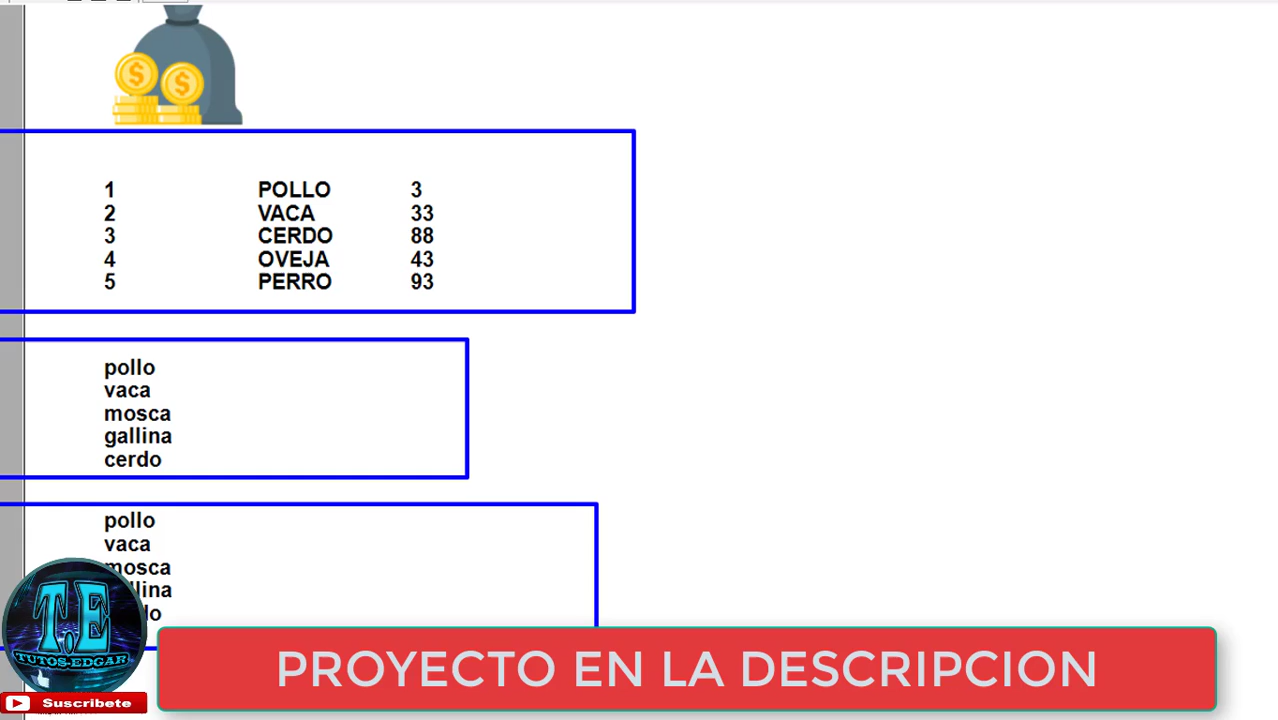 $ $
1 POLLO 3
2 VACA 33
3 CERDO 88
4 OVEJA 43
5 PERRO 93
pollo
vaca
mosca
gallina
cerdo
pollo
vaca
mosca
T.E
TUTOS-EDGAR
Suscribete
PROYECTO EN LA DESCRIPCION